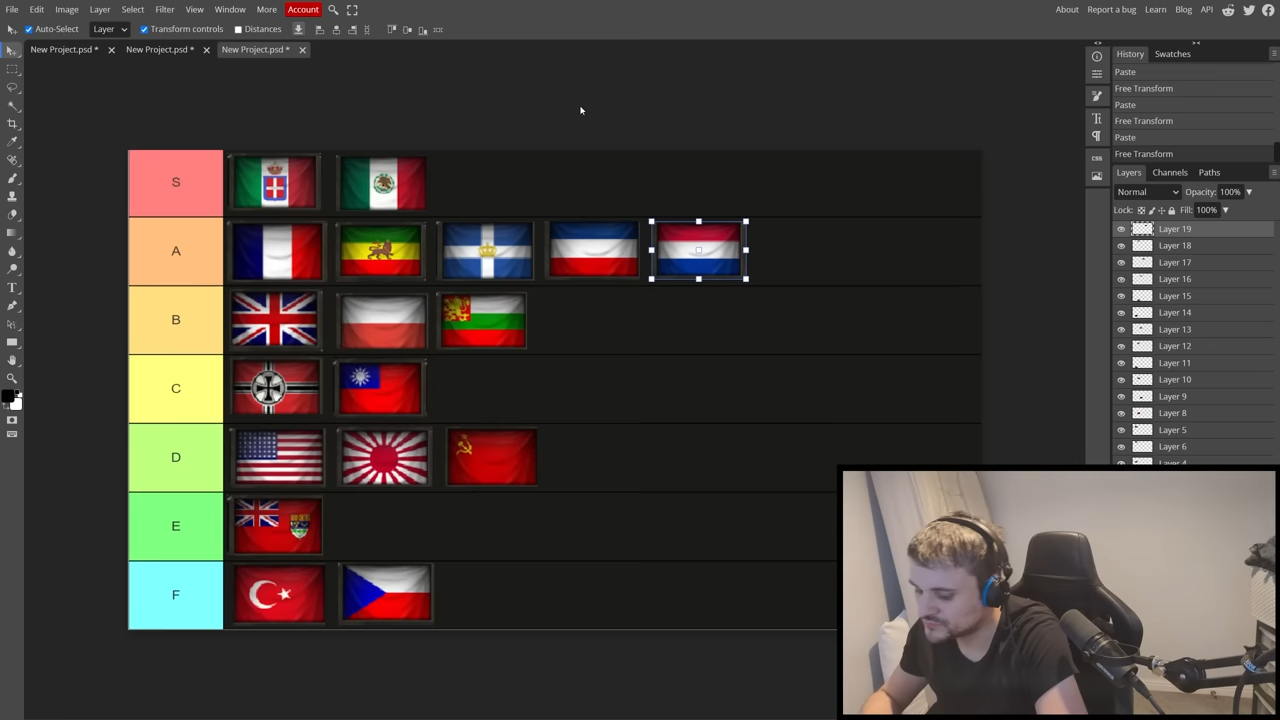 File Edit Image Layer Select Filter View Window More Account
About Report a bug Learn Blog API
Auto-Select Layer Transform controls Distances
New Project.psd * New Project.psd * New Project.psd *
History Swatches
Paste
Free Transform
Paste
Free Transform
Paste
Free Transform
Layers Channels Paths
Normal Opacity: 100%
Lock: Fill: 100%
Layer 19
Layer 18
Layer 17
Layer 16
Layer 15
Layer 14
Layer 13
Layer 12
Layer 11
Layer 10
Layer 9
Layer 8
Layer 5
Layer 6
Layer 4
CSS
S
A
B
C
D
E
F